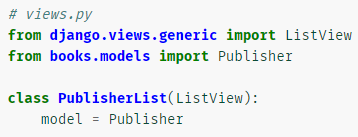 # views.py
from django.views.generic import ListView
from books.models import Publisher

class PublisherList(ListView):
    model = Publisher